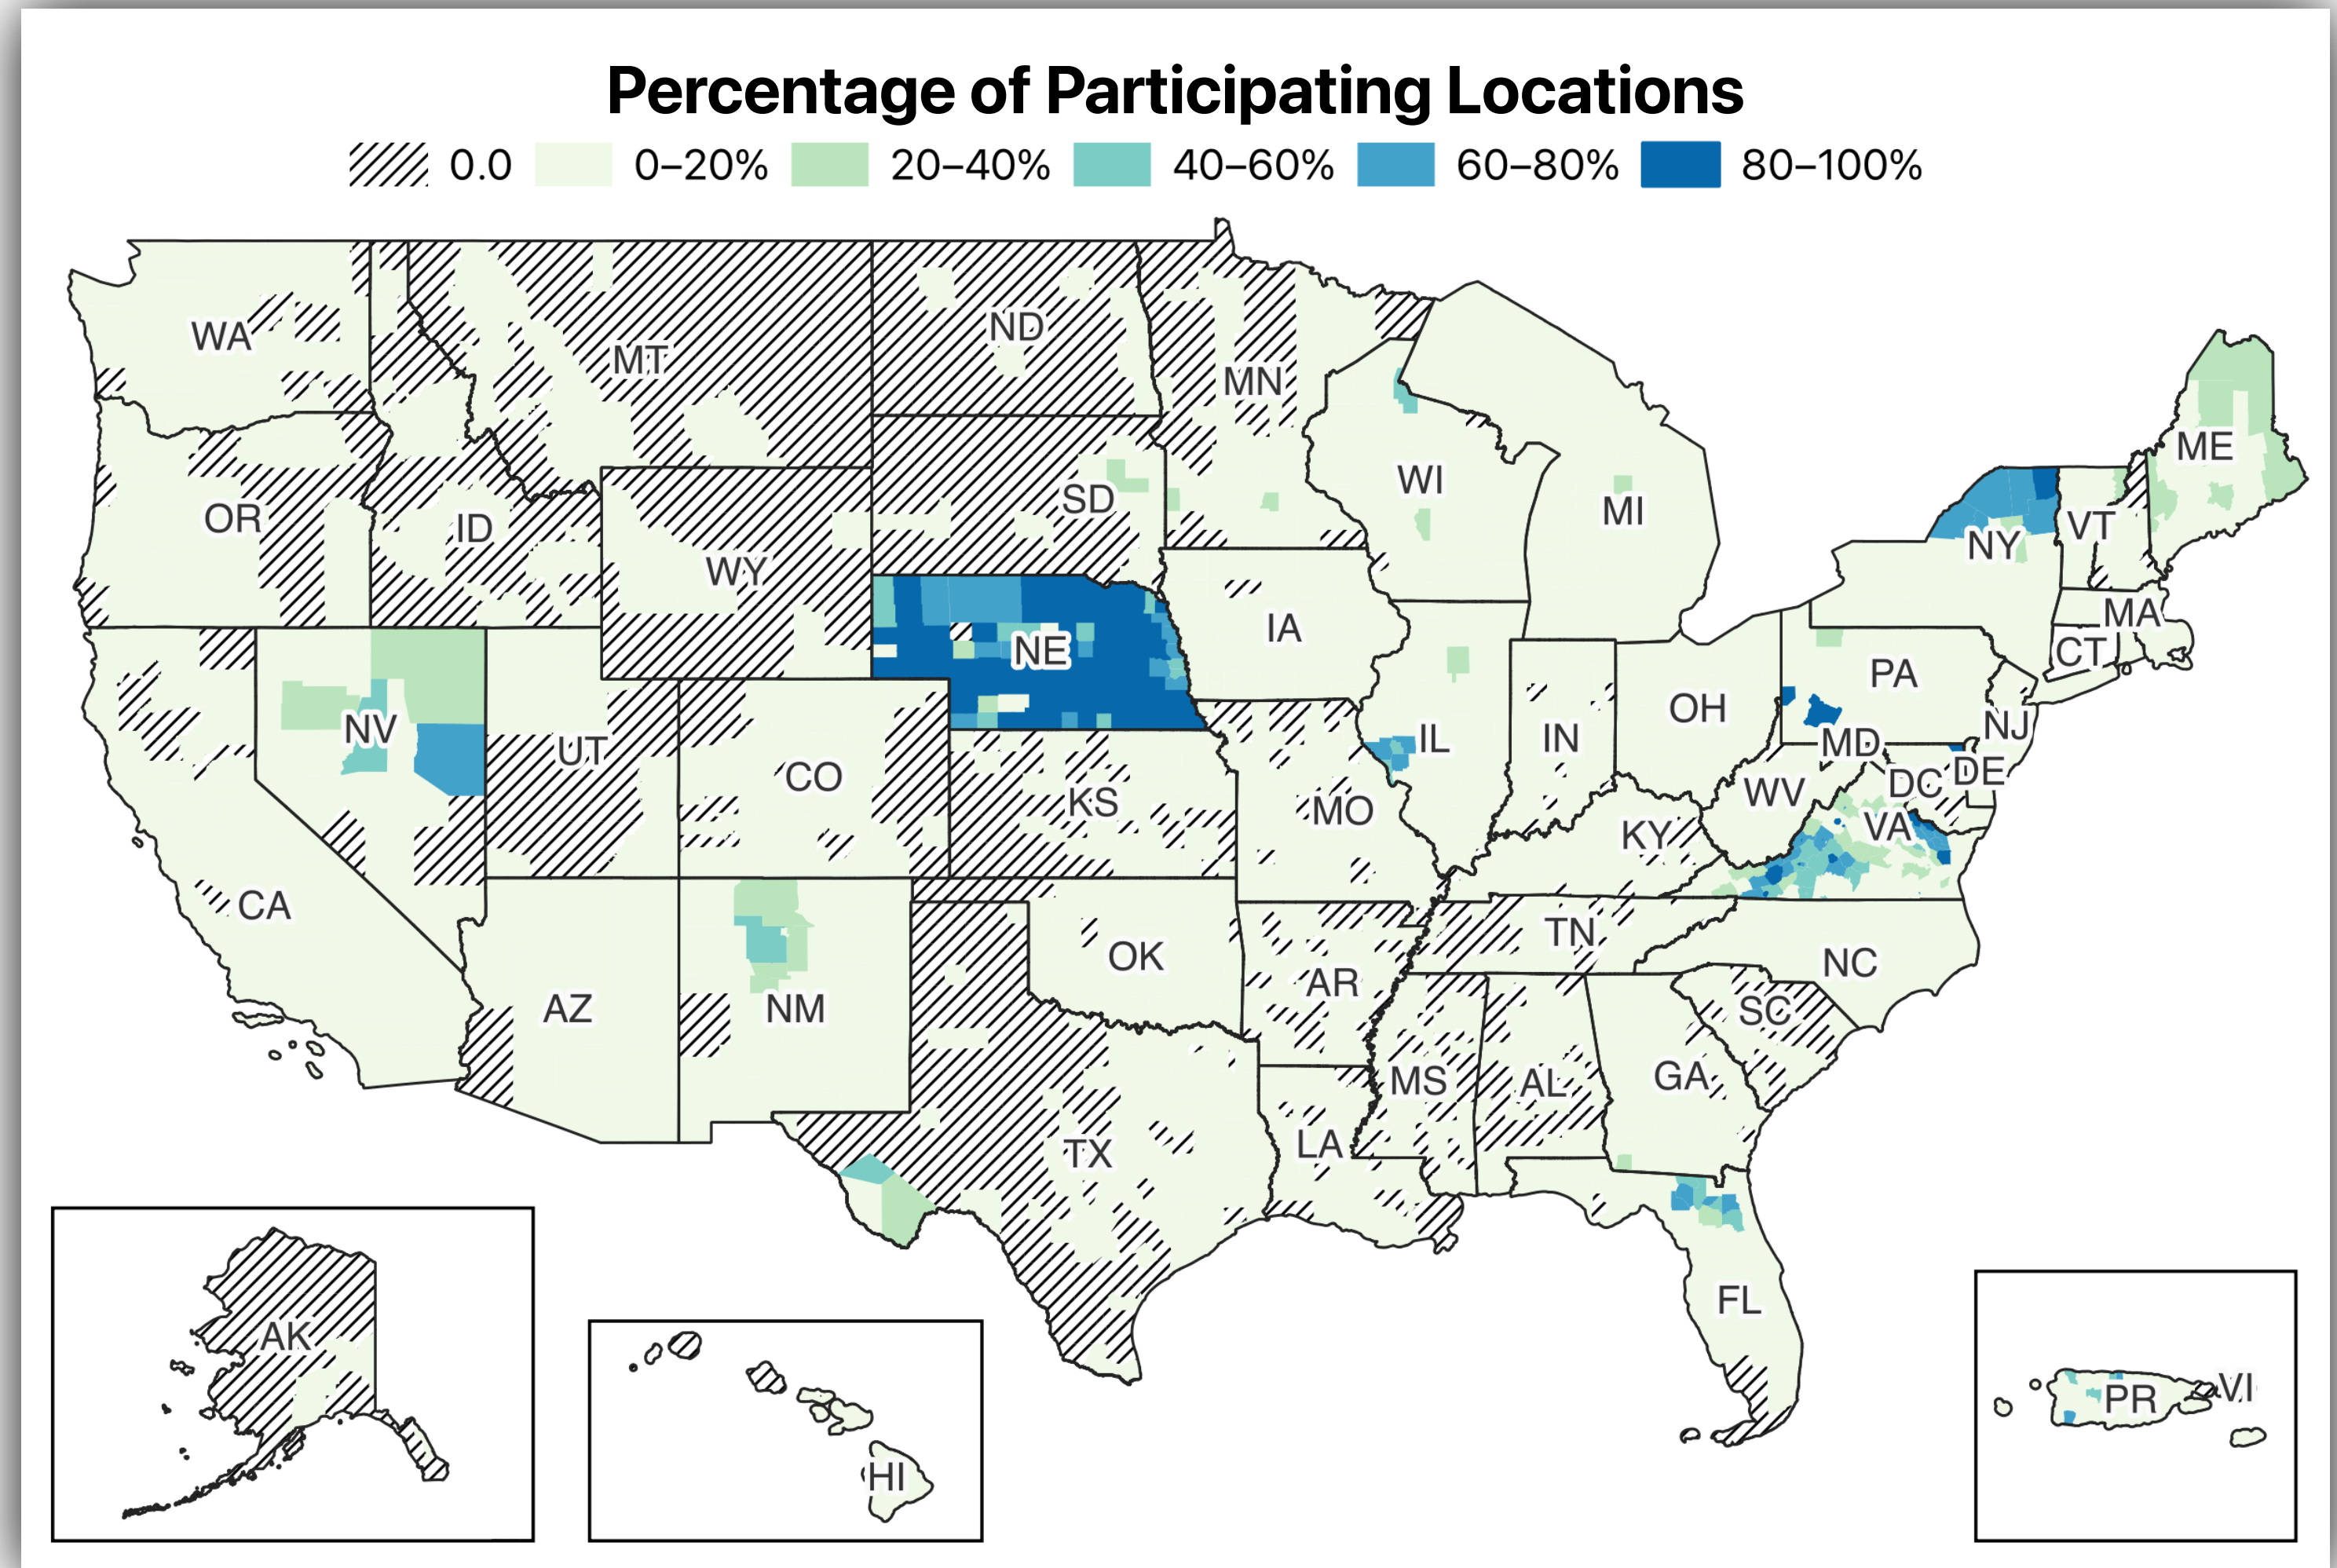 Percentage of Participating Locations
0.0 0–20% 20–40% 40–60% 60–80% 80–100%
WA
MT
ND
MN
ME
OR
ID
SD
WI
MI
NY
VT
WY
NE
IA
MA
CT
PA
NV
UT
CO
KS
MO
IL
IN
OH
NJ
MD
DE
DC
WV
VA
KY
CA
AZ
NM
OK
AR
TN
NC
SC
MS
AL
GA
TX
LA
FL
AK
HI
PR
VI